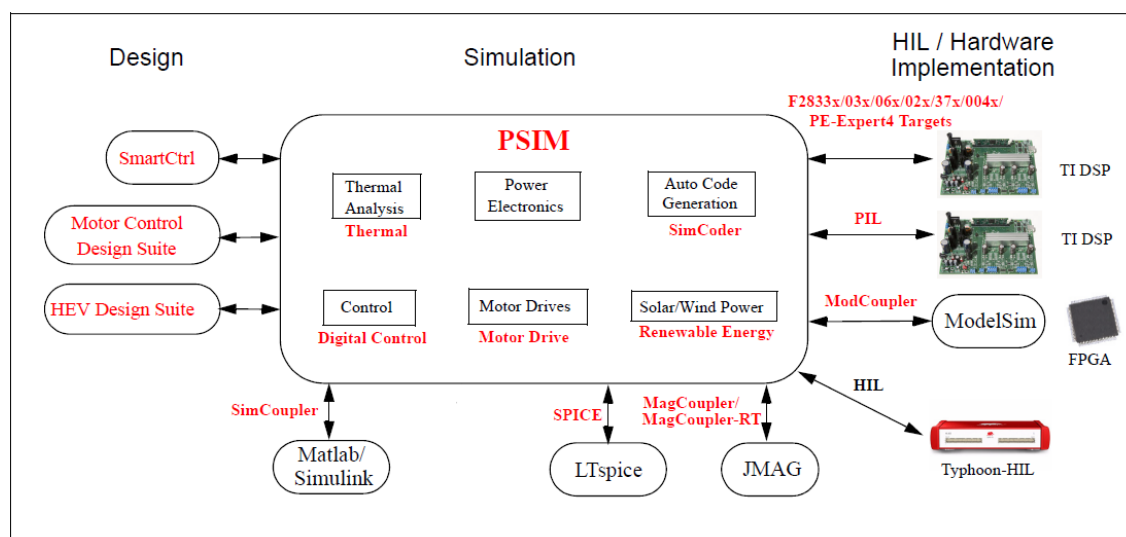 Design
Simulation
HIL / Hardware
Implementation
F2833x/03x/06x/02x/37x/004x/
PE-Expert4 Targets
PSIM
SmartCtrl
TI DSP
Thermal
Analysis
Thermal
Power
Electronics
Auto Code
Generation
SimCoder
Motor Control
Design Suite
PIL
TI DSP
HEV Design Suite
Control
Digital Control
Motor Drives
Motor Drive
Solar/Wind Power
Renewable Energy
ModCoupler
ModelSim
FPGA
HIL
SimCoupler
SPICE
MagCoupler/
MagCoupler-RT
Matlab/
Simulink
LTspice
JMAG
Typhoon-HIL